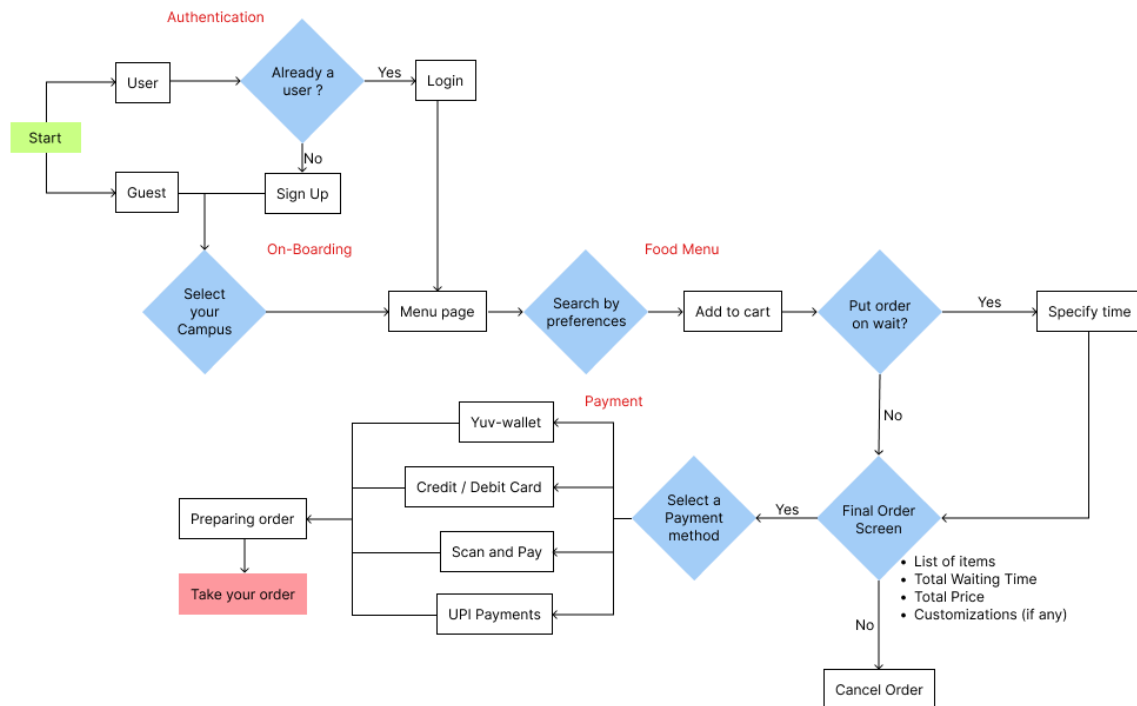 Authentication
User
Already a
user ?
Yes
Login
Start
No
Guest
Sign Up
On-Boarding
Food Menu
Select
your
Campus
Menu page
Search by
preferences
Add to cart
Put order
on wait?
Yes
Specify time
No
Payment
Yuv-wallet
Credit / Debit Card
Scan and Pay
UPI Payments
Preparing order
Take your order
Select a
Payment
method
Yes
Final Order
Screen
• List of items
• Total Waiting Time
• Total Price
• Customizations (if any)
No
Cancel Order